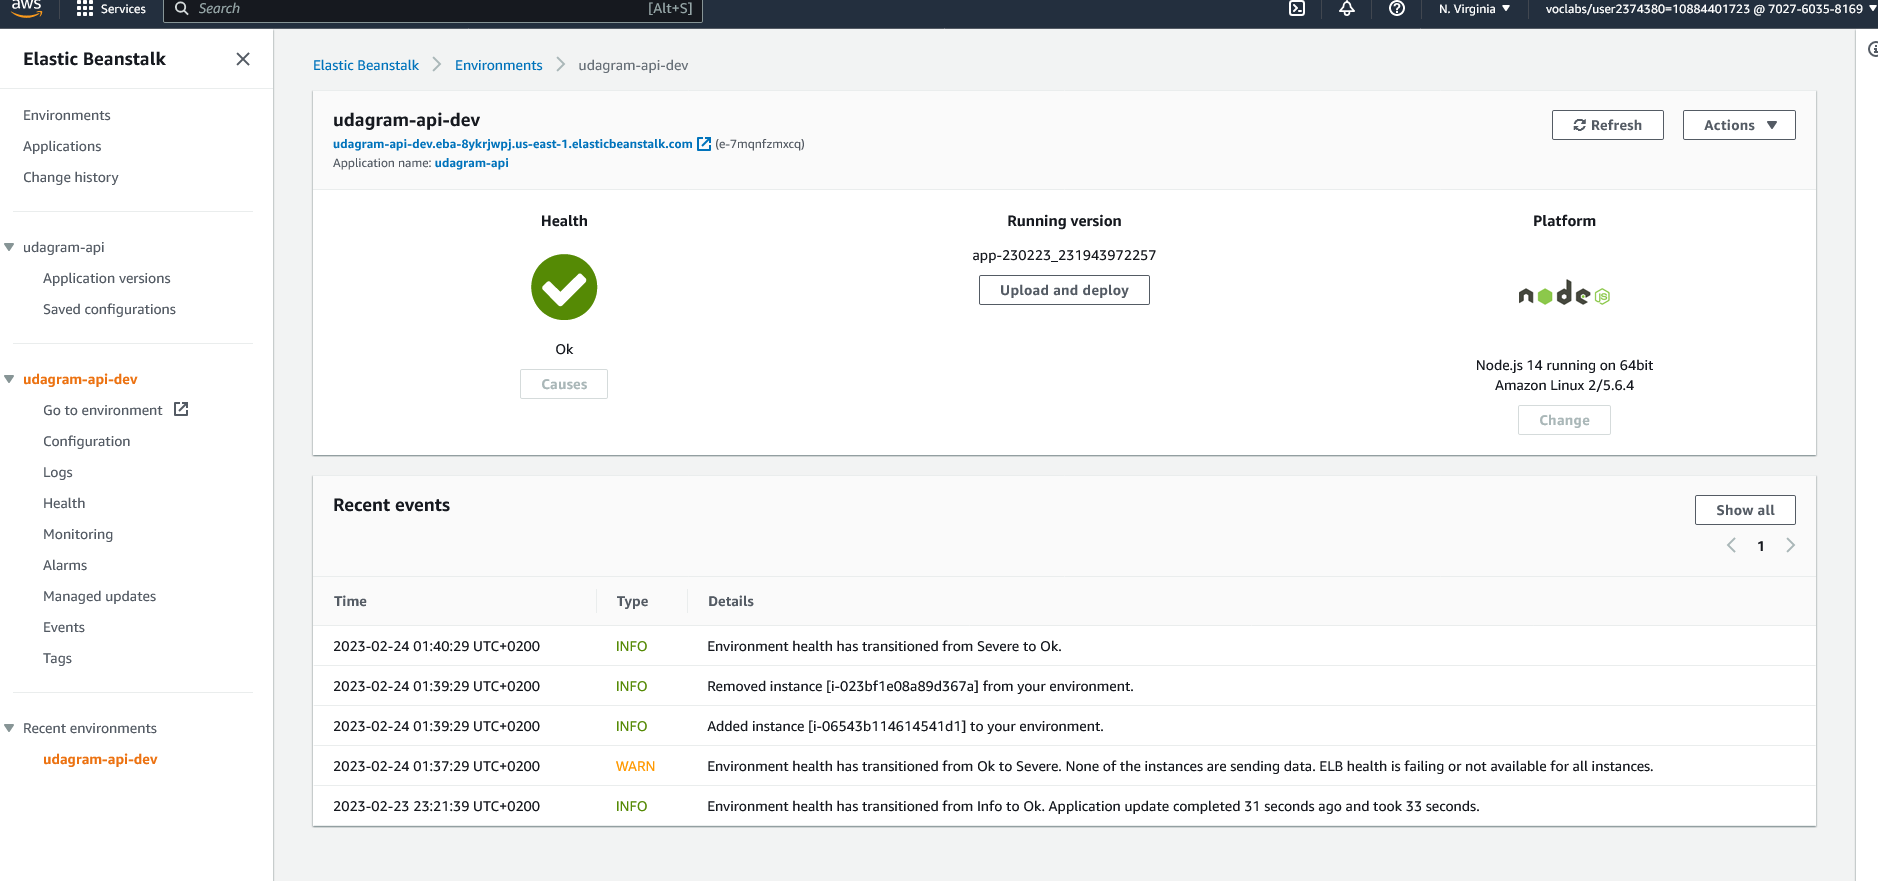 aws
Services
Search
[Alt+S]
N. Virginia
voclabs/user2374380=10884401723 @ 7027-6035-8169
Elastic Beanstalk
Environments
Applications
Change history
udagram-api
Application versions
Saved configurations
udagram-api-dev
Go to environment
Configuration
Logs
Health
Monitoring
Alarms
Managed updates
Events
Tags
Recent environments
udagram-api-dev
Elastic Beanstalk > Environments > udagram-api-dev
udagram-api-dev
udagram-api-dev.eba-8ykrjwpj.us-east-1.elasticbeanstalk.com (e-7mqnfzmxcq)
Application name: udagram-api
Refresh
Actions
Health
Ok
Causes
Running version
app-230223_231943972257
Upload and deploy
Platform
node JS
Node.js 14 running on 64bit
Amazon Linux 2/5.6.4
Change
Recent events
Show all
1
Time Type Details
2023-02-24 01:40:29 UTC+0200 INFO Environment health has transitioned from Severe to Ok.
2023-02-24 01:39:29 UTC+0200 INFO Removed instance [i-023bf1e08a89d367a] from your environment.
2023-02-24 01:39:29 UTC+0200 INFO Added instance [i-06543b114614541d1] to your environment.
2023-02-24 01:37:29 UTC+0200 WARN Environment health has transitioned from Ok to Severe. None of the instances are sending data. ELB health is failing or not available for all instances.
2023-02-23 23:21:39 UTC+0200 INFO Environment health has transitioned from Info to Ok. Application update completed 31 seconds ago and took 33 seconds.